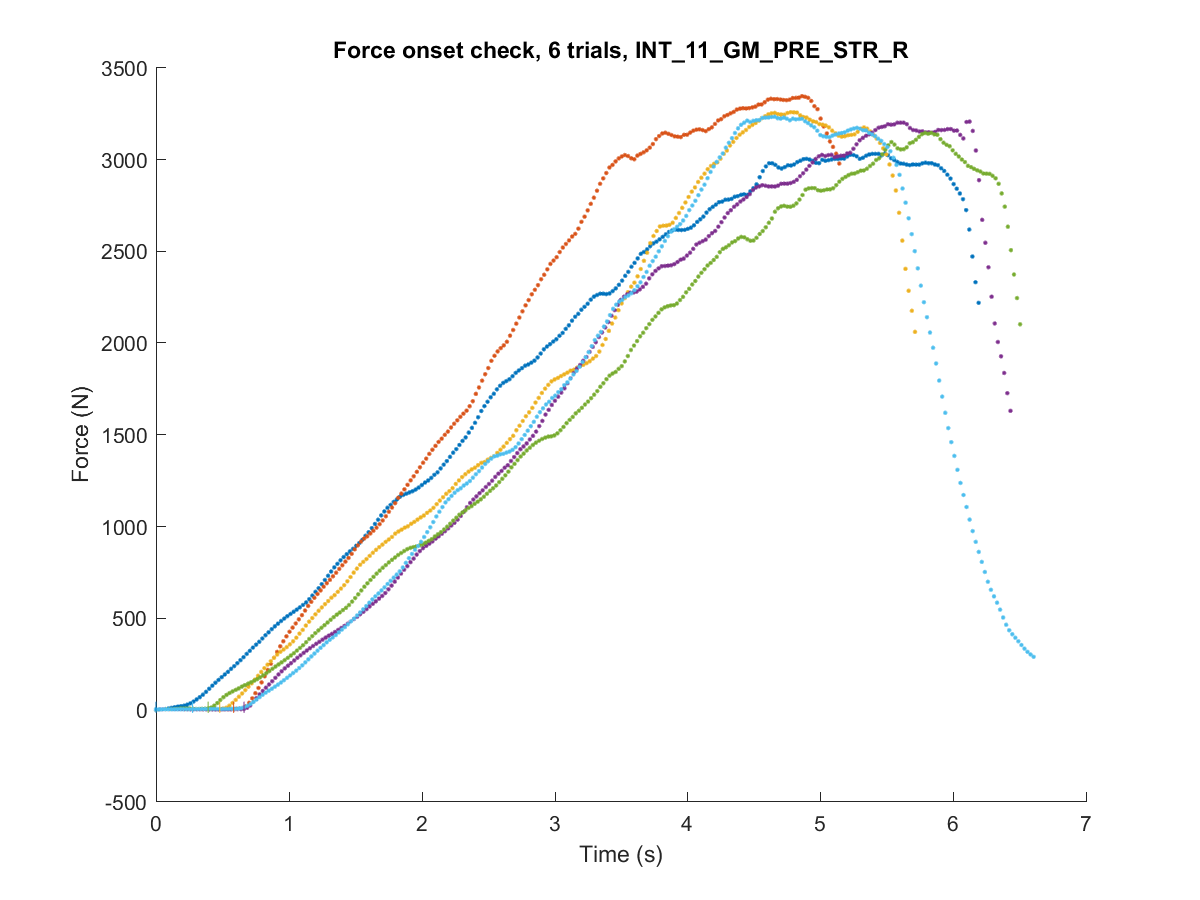 Force onset check, 6 trials, INT_11_GM_PRE_STR_R
3500
3000
2500
2000
1500
1000
500
0
-500
Force (N)
0 1 2 3 4 5 6 7
Time (s)